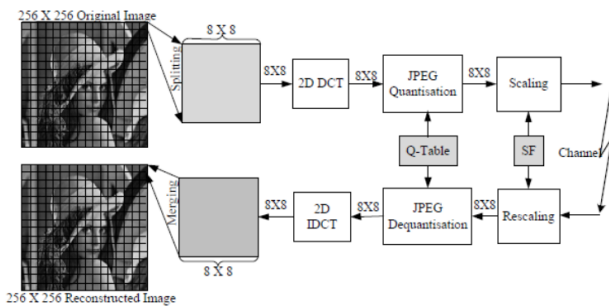 256 X 256 Original Image
8 X 8
Splitting
8X8
2D DCT
8X8
JPEG
Quantisation
8X8
Scaling
Q-Table
SF
Channel
Merging
8X8
2D
IDCT
8X8
JPEG
Dequantisation
8X8
Rescaling
8 X 8
256 X 256 Reconstructed Image